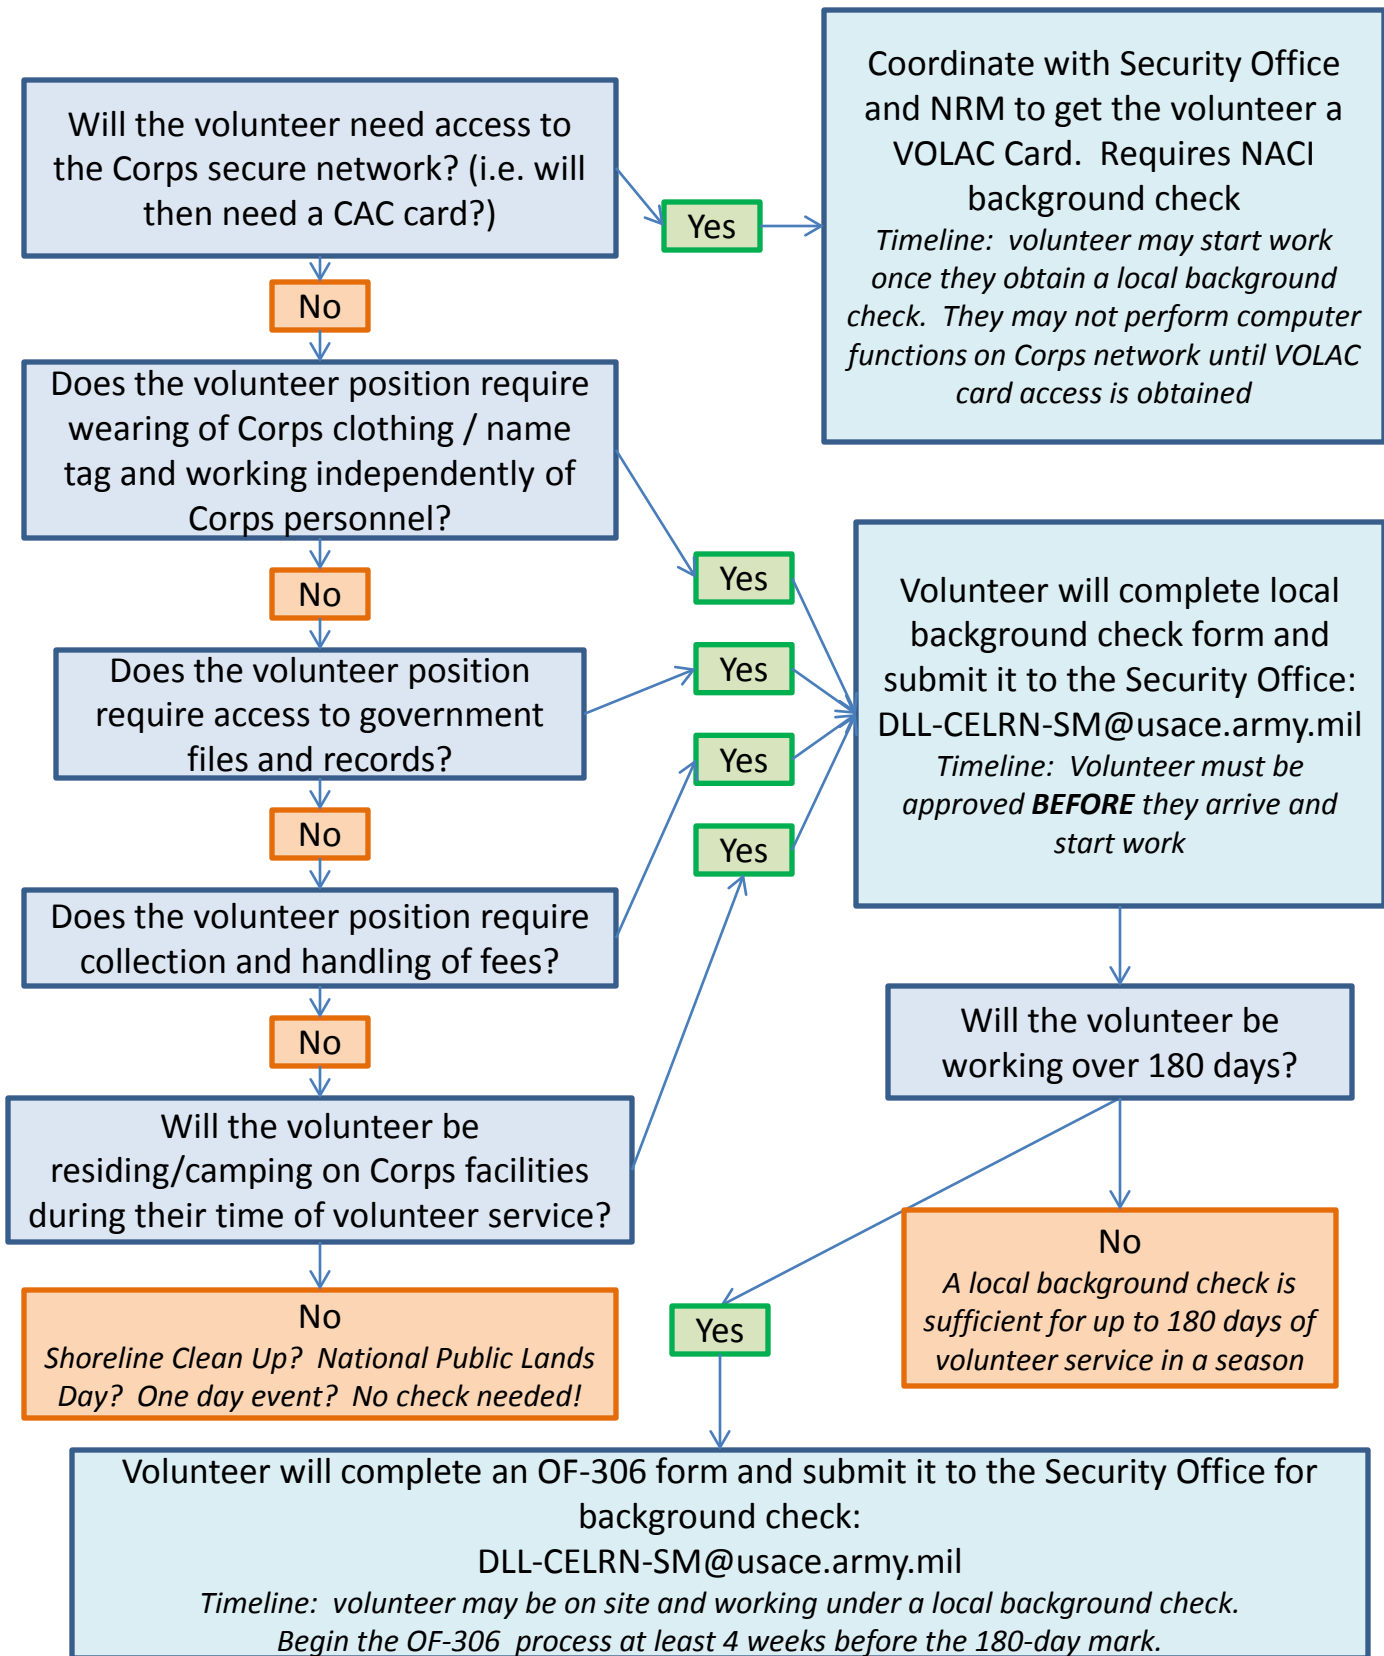 Will the volunteer need access to
the Corps secure network? (i.e. will
then need a CAC card?)
Yes
Coordinate with Security Office
and NRM to get the volunteer a
VOLAC Card.  Requires NACI
background check
Timeline:  volunteer may start work
once they obtain a local background
check.  They may not perform computer
functions on Corps network until VOLAC
card access is obtained
No
Does the volunteer position require
wearing of Corps clothing / name
tag and working independently of
Corps personnel?
Yes
No
Does the volunteer position
require access to government
files and records?
Yes
No
Does the volunteer position require
collection and handling of fees?
Yes
No
Will the volunteer be
residing/camping on Corps facilities
during their time of volunteer service?
Yes
No
Shoreline Clean Up?  National Public Lands
Day?  One day event?  No check needed!
Volunteer will complete local
background check form and
submit it to the Security Office:
DLL-CELRN-SM@usace.army.mil
Timeline:  Volunteer must be
approved BEFORE they arrive and
start work
Will the volunteer be
working over 180 days?
No
A local background check is
sufficient for up to 180 days of
volunteer service in a season
Yes
Volunteer will complete an OF-306 form and submit it to the Security Office for
background check:
DLL-CELRN-SM@usace.army.mil
Timeline:  volunteer may be on site and working under a local background check.
Begin the OF-306  process at least 4 weeks before the 180-day mark.